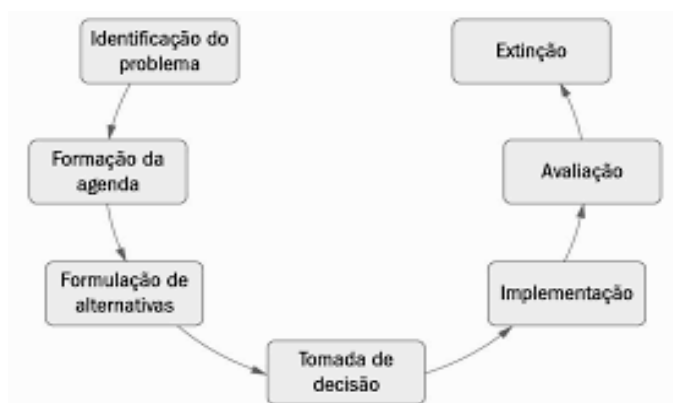 Identificação do
problema
Formação da
agenda
Formulação de
alternativas
Tomada de
decisão
Implementação
Avaliação
Extinção